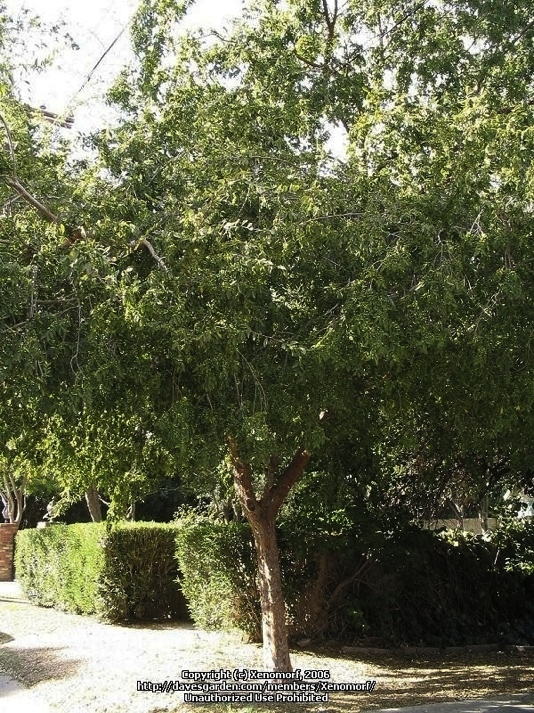 Copyright (c) Xenomorf, 2006
http://davesgarden.com/members/Xenomorf/
Unauthorized Use Prohibited